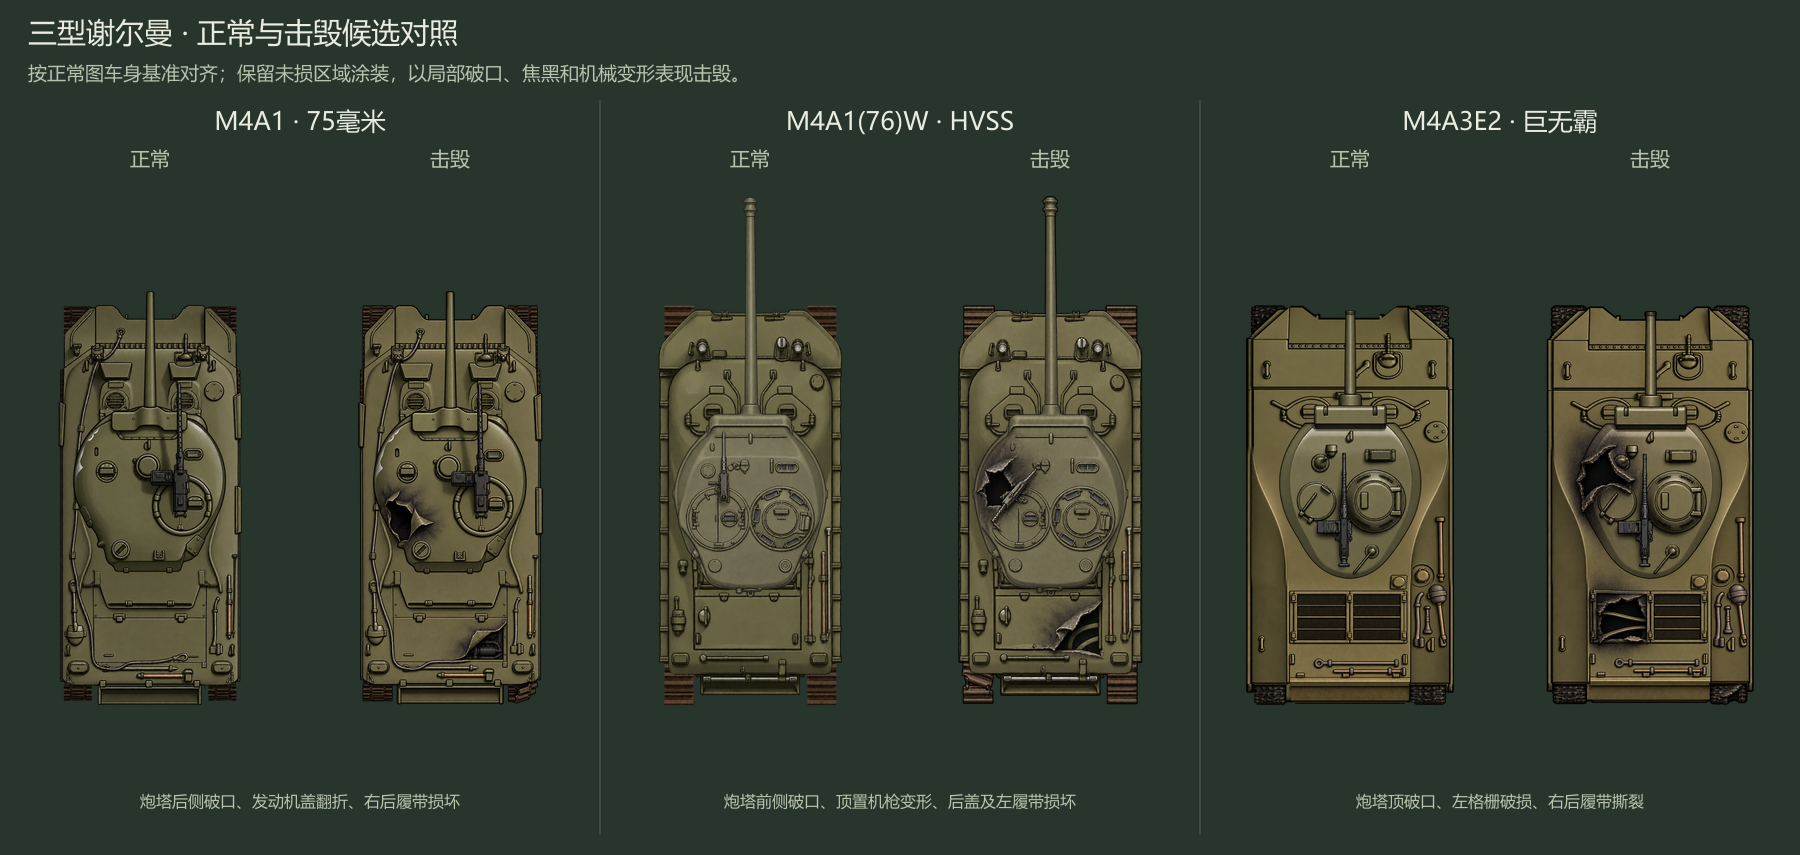 三型谢尔曼 · 正常与击毁候选对照
按正常图车身基准对齐；保留未损区域涂装，以局部破口、焦黑和机械变形表现击毁。
M4A1 · 75毫米
正常
击毁
炮塔后侧破口、发动机盖翻折、右后履带损坏
M4A1(76)W · HVSS
正常
击毁
炮塔前侧破口、顶置机枪变形、后盖及左履带损坏
M4A3E2 · 巨无霸
正常
击毁
炮塔顶破口、左格栅破损、右后履带撕裂